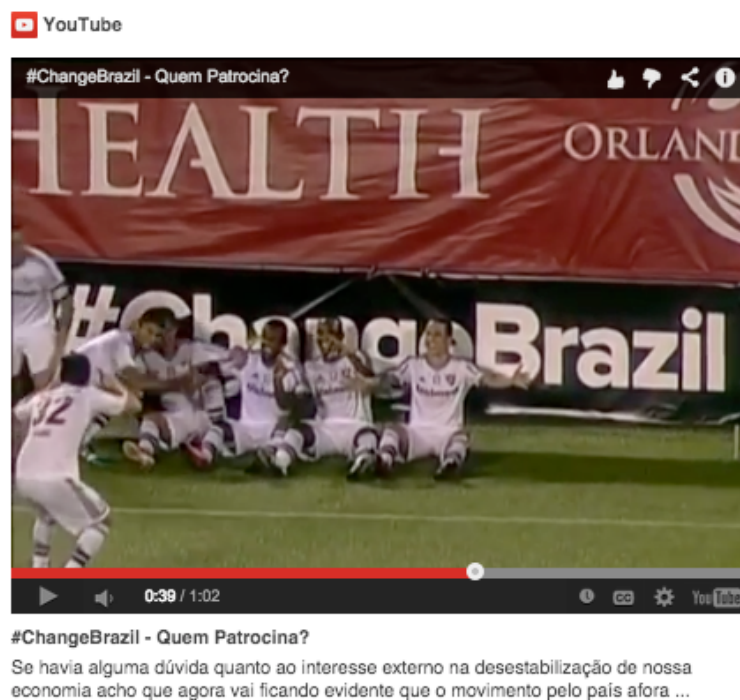 YouTube
#ChangeBrazil - Quem Patrocina?
HEALTH
ORLAND
#ChangeBrazil
32
0:39 / 1:02
CC
YouTube
#ChangeBrazil - Quem Patrocina?
Se havia alguma dúvida quanto ao interesse externo na desestabilização de nossa
economia acho que agora vai ficando evidente que o movimento pelo país afora ...